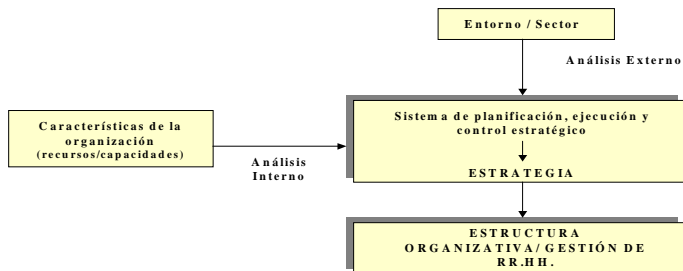 Entorno / Sector
Análisis Externo
Sistema de planificación, ejecución y
control estratégico
ESTRATEGIA
Características de la
organización
(recursos/capacidades)
Análisis
Interno
ESTRUCTURA
ORGANIZATIVA/ GESTIÓN DE
RR.HH.